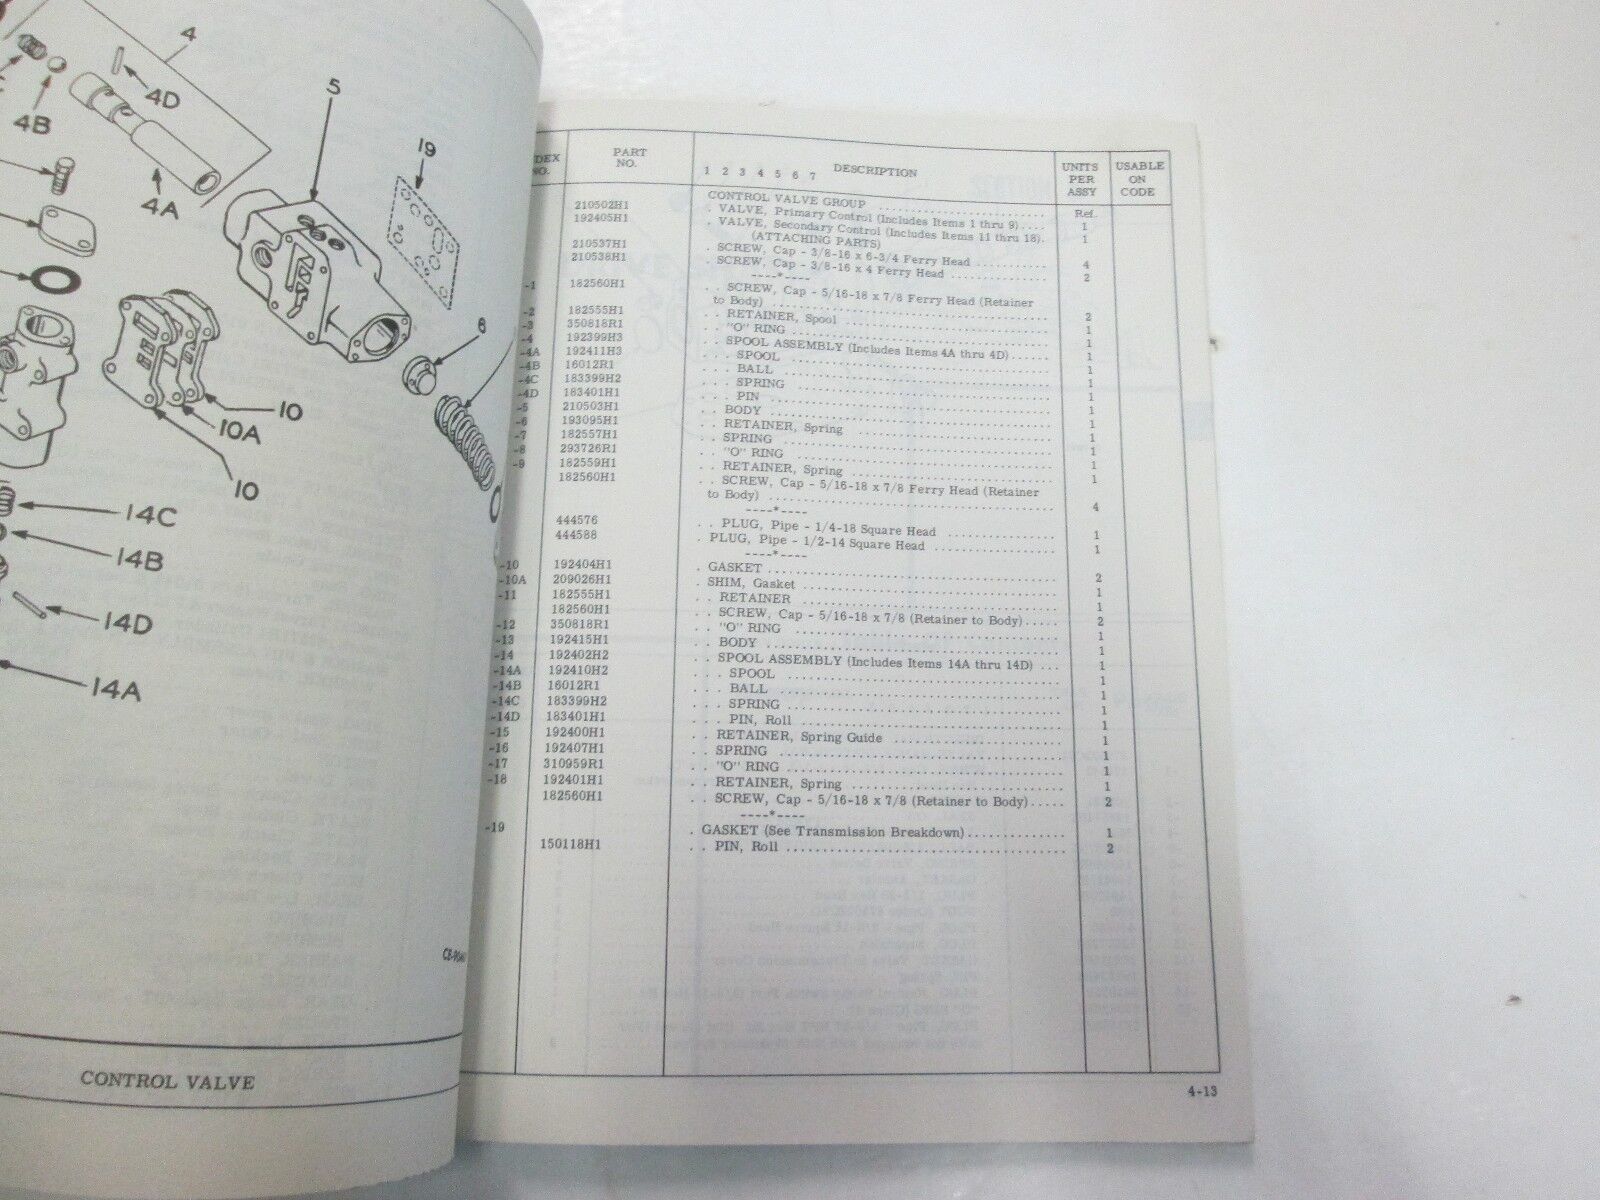 4
4D
4B
4A
5
19
6
10
10A
10
14C
14B
14D
14A
CONTROL VALVE
NO.
PART
NO.
1 2 3 4 5 6 7 DESCRIPTION
UNITS
PER
ASSY
USABLE
ON
CODE
CONTROL VALVE GROUP ........................ Ref.
210502H1 . VALVE, Primary Control (Includes Items 1 thru 9).... 1
192405H1 . VALVE, Secondary Control (Includes Items 11 thru 18). 1
(ATTACHING PARTS)
210537H1 . SCREW, Cap - 3/8-16 x 6-3/4 Ferry Head ........... 4
210538H1 . SCREW, Cap - 3/8-16 x 4 Ferry Head .............. 2
----*----
-1 182560H1 . . SCREW, Cap - 5/16-18 x 7/8 Ferry Head (Retainer
to Body) ........................................ 2
-2 182555H1 . . RETAINER, Spool .............................. 1
-3 350818R1 . . "O" RING ..................................... 1
-4 192399H3 . . SPOOL ASSEMBLY (Includes Items 4A thru 4D)...... 1
-4A 192411H3 . . . SPOOL ....................................... 1
-4B 16012R1 . . . BALL ........................................ 1
-4C 183399H2 . . . SPRING ...................................... 1
-4D 183401H1 . . . PIN ......................................... 1
-5 210503H1 . . BODY ......................................... 1
-6 193095H1 . . RETAINER, Spring ............................. 1
-7 182557H1 . . SPRING ....................................... 1
-8 293726R1 . . "O" RING ..................................... 1
-9 182559H1 . . RETAINER, Spring ............................. 1
182560H1 . . SCREW, Cap - 5/16-18 x 7/8 Ferry Head (Retainer
to Body) ........................................ 4
----*----
444576 . . PLUG, Pipe - 1/4-18 Square Head ............... 1
444588 . PLUG, Pipe - 1/2-14 Square Head ................. 1
----*----
-10 192404H1 . GASKET .......................................... 2
-10A 209026H1 . SHIM, Gasket .................................... 1
-11 182555H1 . . RETAINER ..................................... 1
182560H1 . . SCREW, Cap - 5/16-18 x 7/8 (Retainer to Body)..... 2
-12 350818R1 . . "O" RING ..................................... 1
-13 192415H1 . . BODY ......................................... 1
-14 192402H2 . . SPOOL ASSEMBLY (Includes Items 14A thru 14D) ... 1
-14A 192410H2 . . . SPOOL ....................................... 1
-14B 16012R1 . . . BALL ........................................ 1
-14C 183399H2 . . . SPRING ...................................... 1
-14D 183401H1 . . . PIN, Roll ................................... 1
-15 192400H1 . . RETAINER, Spring Guide ....................... 1
-16 192407H1 . . SPRING ....................................... 1
-17 310959R1 . . "O" RING ..................................... 1
-18 192401H1 . . RETAINER, Spring ............................. 1
182560H1 . . SCREW, Cap - 5/16-18 x 7/8 (Retainer to Body)..... 2
----*----
-19 . GASKET (See Transmission Breakdown).............. 1
150118H1 . . PIN, Roll .................................... 2
4-13